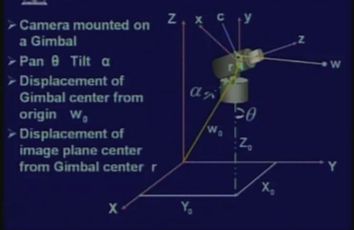 Camera mounted on
a Gimbal
Pan θ Tilt α
Displacement of
Gimbal center from
origin w₀
Displacement of
image plane center
from Gimbal center r
Z x c y
z
w
r
α
θ
w₀
Z₀
Y
X₀
Y₀
X